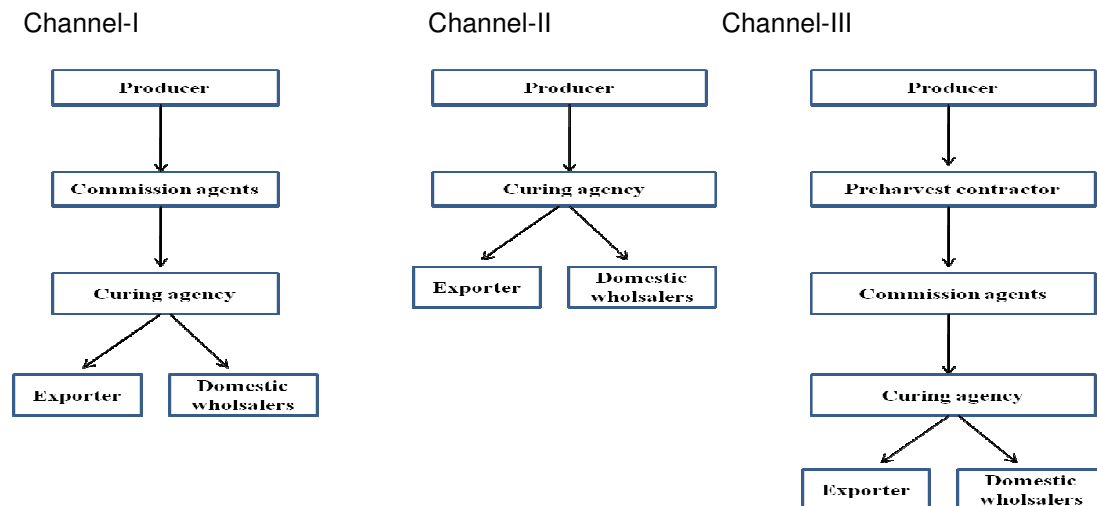 Channel-I
Producer
Commission agents
Curing agency
Exporter
Domestic
wholsalers
Channel-II
Producer
Curing agency
Exporter
Domestic
wholsalers
Channel-III
Producer
Preharvest contractor
Commission agents
Curing agency
Exporter
Domestic
wholsalers